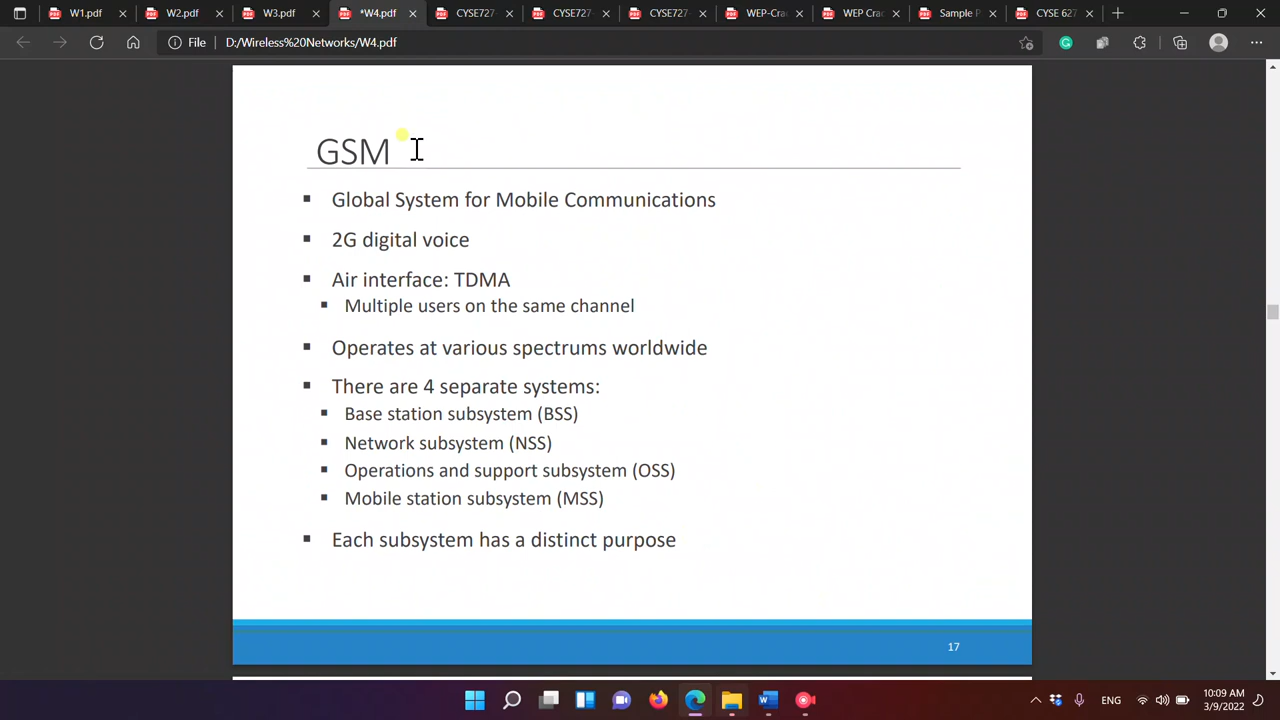 W1.pdf
W2.pdf
W3.pdf
*W4.pdf
CYSE727
CYSE727
CYSE727
WEP-Crac
WEP Crac
Sample P
CYSE 627
File D:/Wireless%20Networks/W4.pdf
GSM
Global System for Mobile Communications
2G digital voice
Air interface: TDMA
Multiple users on the same channel
Operates at various spectrums worldwide
There are 4 separate systems:
Base station subsystem (BSS)
Network subsystem (NSS)
Operations and support subsystem (OSS)
Mobile station subsystem (MSS)
Each subsystem has a distinct purpose
17
ENG
10:09 AM
3/9/2022